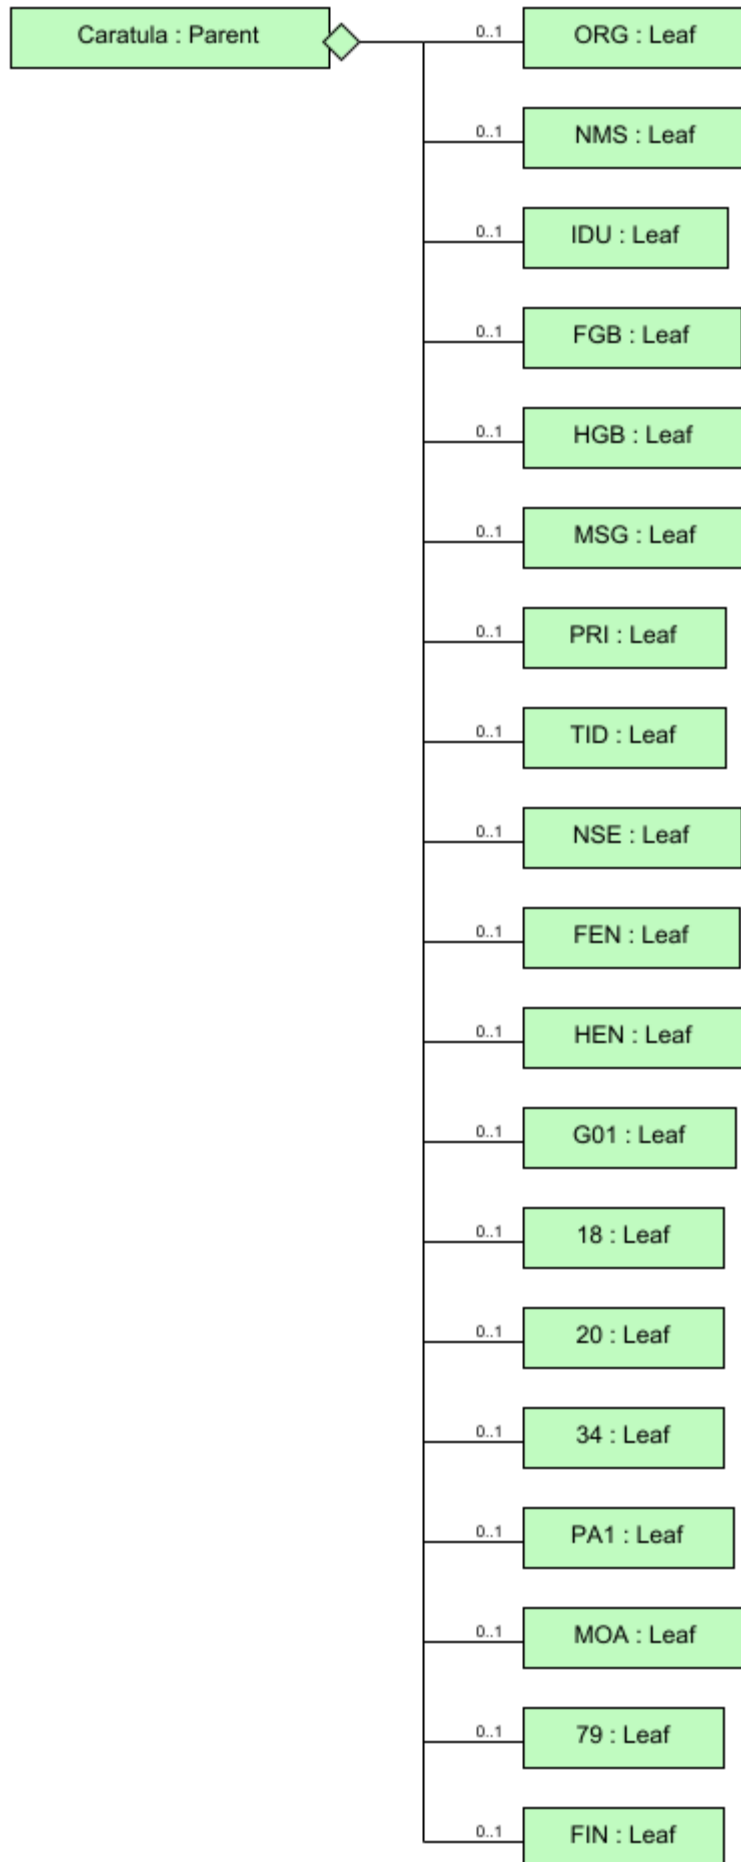 Caratula : Parent
0..1 ORG : Leaf
0..1 NMS : Leaf
0..1 IDU : Leaf
0..1 FGB : Leaf
0..1 HGB : Leaf
0..1 MSG : Leaf
0..1 PRI : Leaf
0..1 TID : Leaf
0..1 NSE : Leaf
0..1 FEN : Leaf
0..1 HEN : Leaf
0..1 G01 : Leaf
0..1 18 : Leaf
0..1 20 : Leaf
0..1 34 : Leaf
0..1 PA1 : Leaf
0..1 MOA : Leaf
0..1 79 : Leaf
0..1 FIN : Leaf